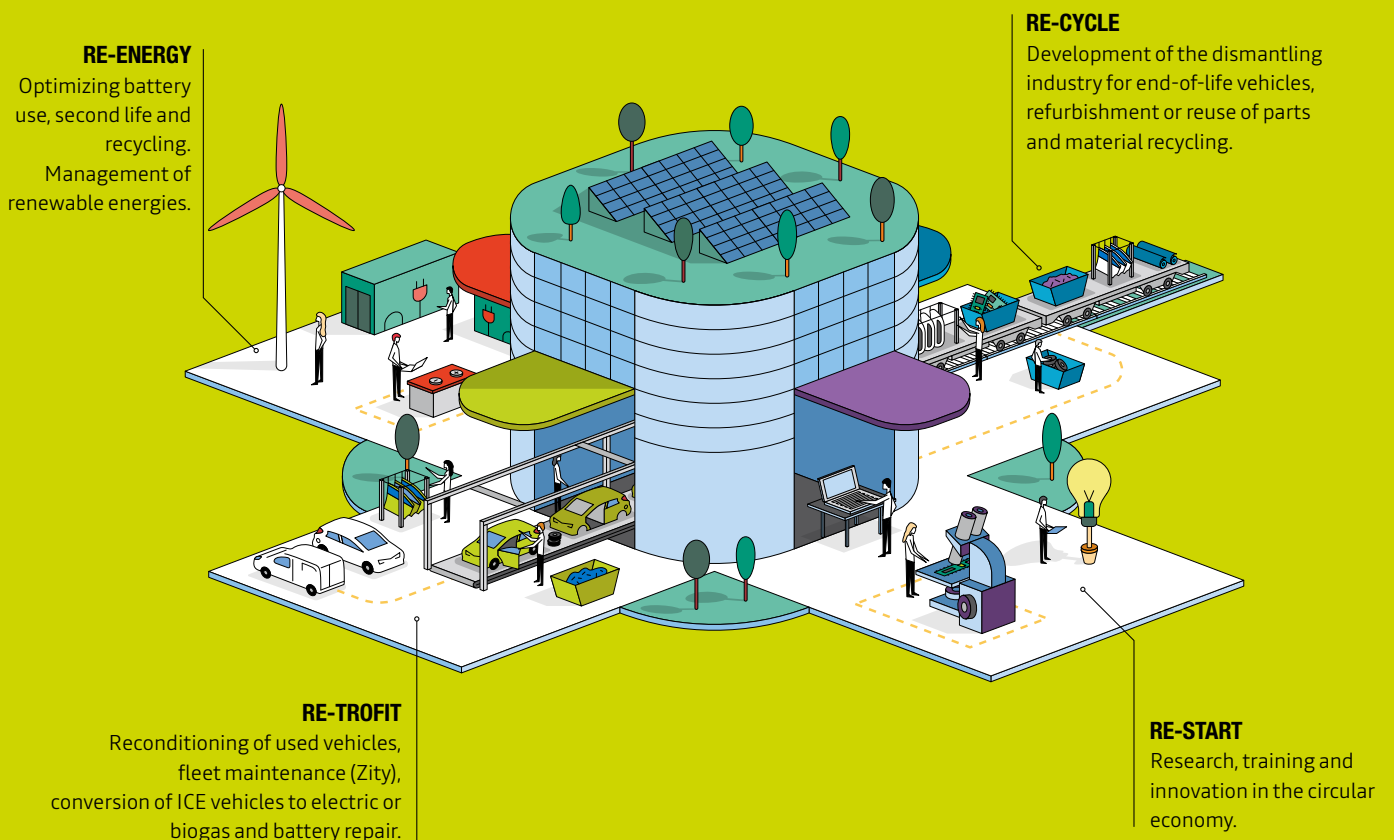 RE-ENERGY
Optimizing battery
use, second life and
recycling.
Management of
renewable energies.
RE-CYCLE
Development of the dismantling
industry for end-of-life vehicles,
refurbishment or reuse of parts
and material recycling.
RE-TROFIT
Reconditioning of used vehicles,
fleet maintenance (Zity),
conversion of ICE vehicles to electric or
biogas and battery repair.
RE-START
Research, training and
innovation in the circular
economy.